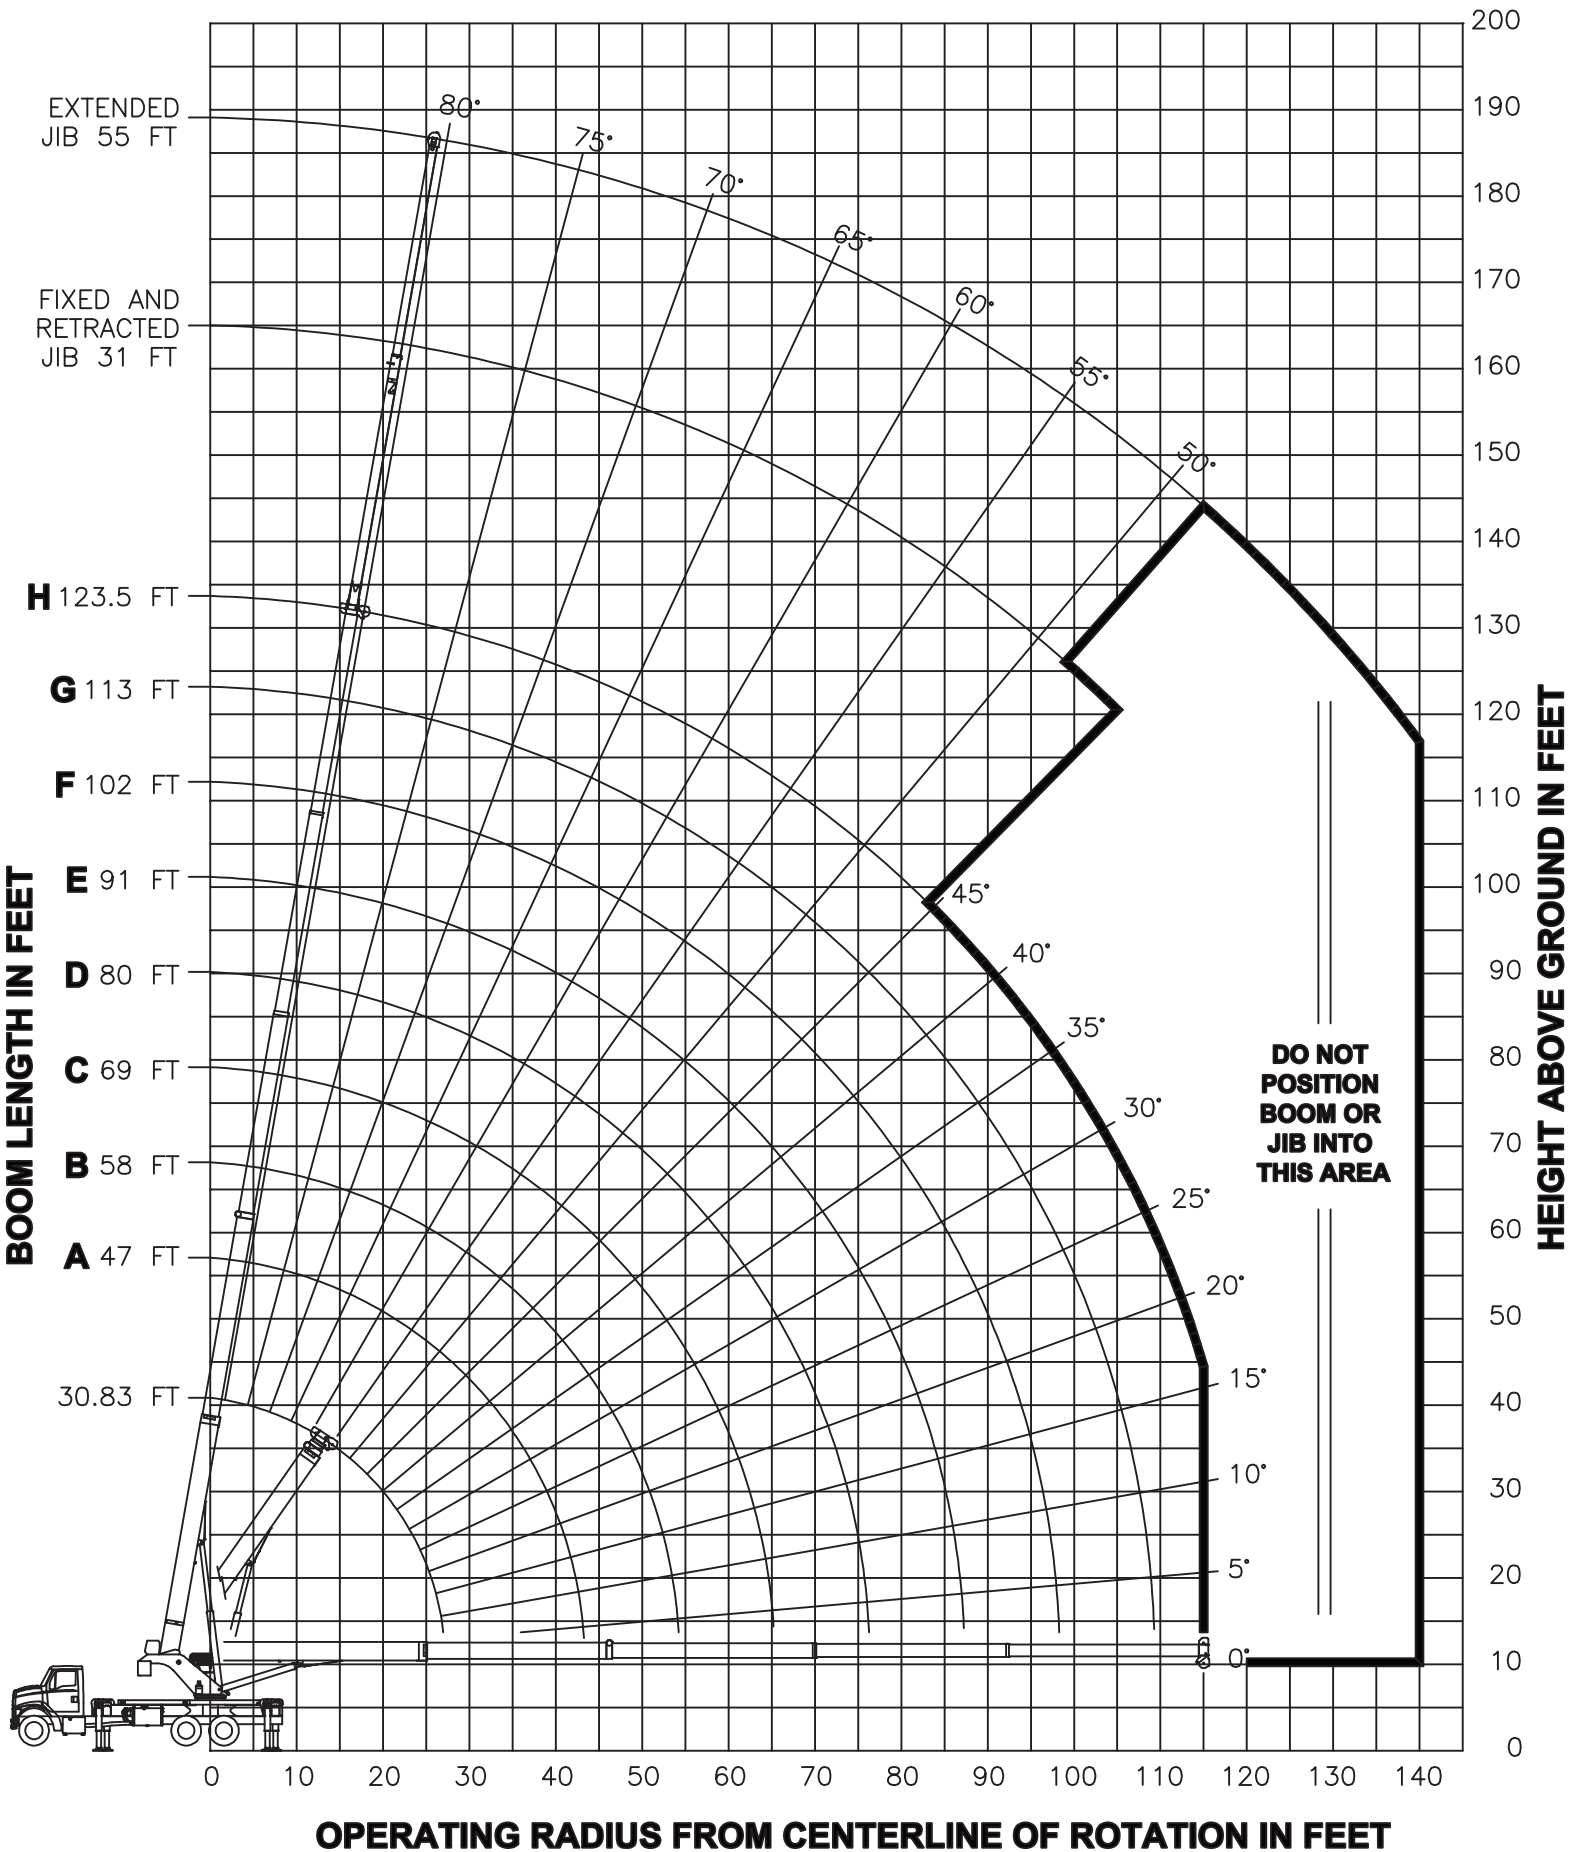 200
190
180
170
160
150
140
130
120
110
100
90
80
70
60
50
40
30
20
10
0
HEIGHT ABOVE GROUND IN FEET
EXTENDED
JIB 55 FT
FIXED AND
RETRACTED
JIB 31 FT
H 123.5 FT
G 113 FT
F 102 FT
E 91 FT
D 80 FT
C 69 FT
B 58 FT
A 47 FT
30.83 FT
BOOM LENGTH IN FEET
80°
75°
70°
65°
60°
55°
50°
45°
40°
35°
30°
25°
20°
15°
10°
5°
0°
DO NOT
POSITION
BOOM OR
JIB INTO
THIS AREA
0 10 20 30 40 50 60 70 80 90 100 110 120 130 140
OPERATING RADIUS FROM CENTERLINE OF ROTATION IN FEET